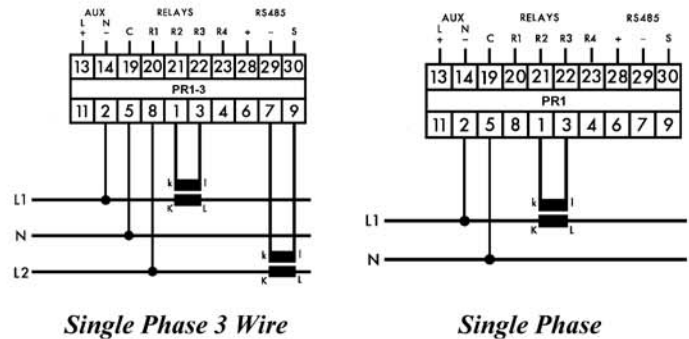 AUX RELAYS RS485
L N
+ – C R1 R2 R3 R4 + – S
13 14 19 20 21 22 23 28 29 30
PR1-3
11 2 5 8 1 3 4 6 7 9
k l
L1
K L
N
k l
L2
K L
Single Phase 3 Wire
AUX RELAYS RS485
L N
+ – C R1 R2 R3 R4 + – S
13 14 19 20 21 22 23 28 29 30
PR1
11 2 5 8 1 3 4 6 7 9
k l
L1
K L
N
Single Phase